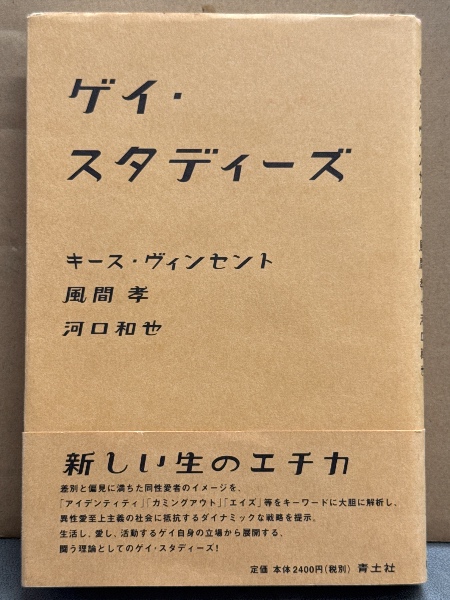 ゲイ・
スタディーズ
キース・ヴィンセント
風間 孝
河口和也
新しい生のエチカ
差別と偏見に満ちた同性愛者のイメージを、
「アイデンティティ」「カミングアウト」「エイズ」等をキーワードに大胆に解析し、
異性愛至上主義の社会に抵抗するダイナミックな戦略を提示。
生活し、愛し、活動するゲイ自身の立場から展開する、
闘う理論としてのゲイ・スタディーズ!
定価 本体2400円(税別) 青土社